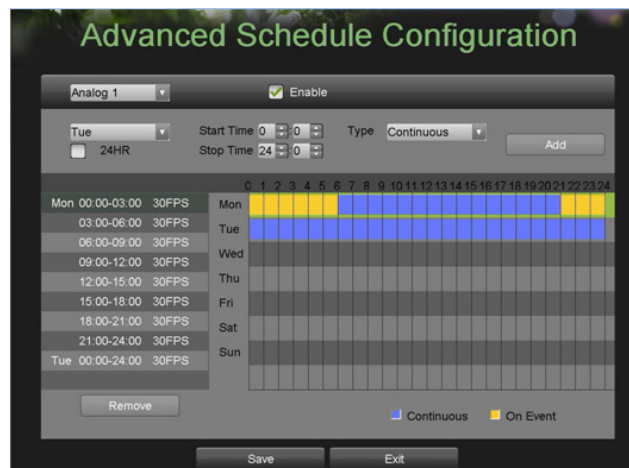 Advanced Schedule Configuration
Analog 1 Enable
Tue Start Time 0 : 0 Type Continuous
24HR Stop Time 24 : 0 Add
0 1 2 3 4 5 6 7 8 9 10 11 12 13 14 15 16 17 18 19 20 21 22 23 24
Mon 00:00-03:00 30FPS Mon
03:00-06:00 30FPS Tue
06:00-09:00 30FPS Wed
09:00-12:00 30FPS
12:00-15:00 30FPS Thu
15:00-18:00 30FPS Fri
18:00-21:00 30FPS Sat
21:00-24:00 30FPS Sun
Tue 00:00-24:00 30FPS
Remove Continuous On Event
Save Exit